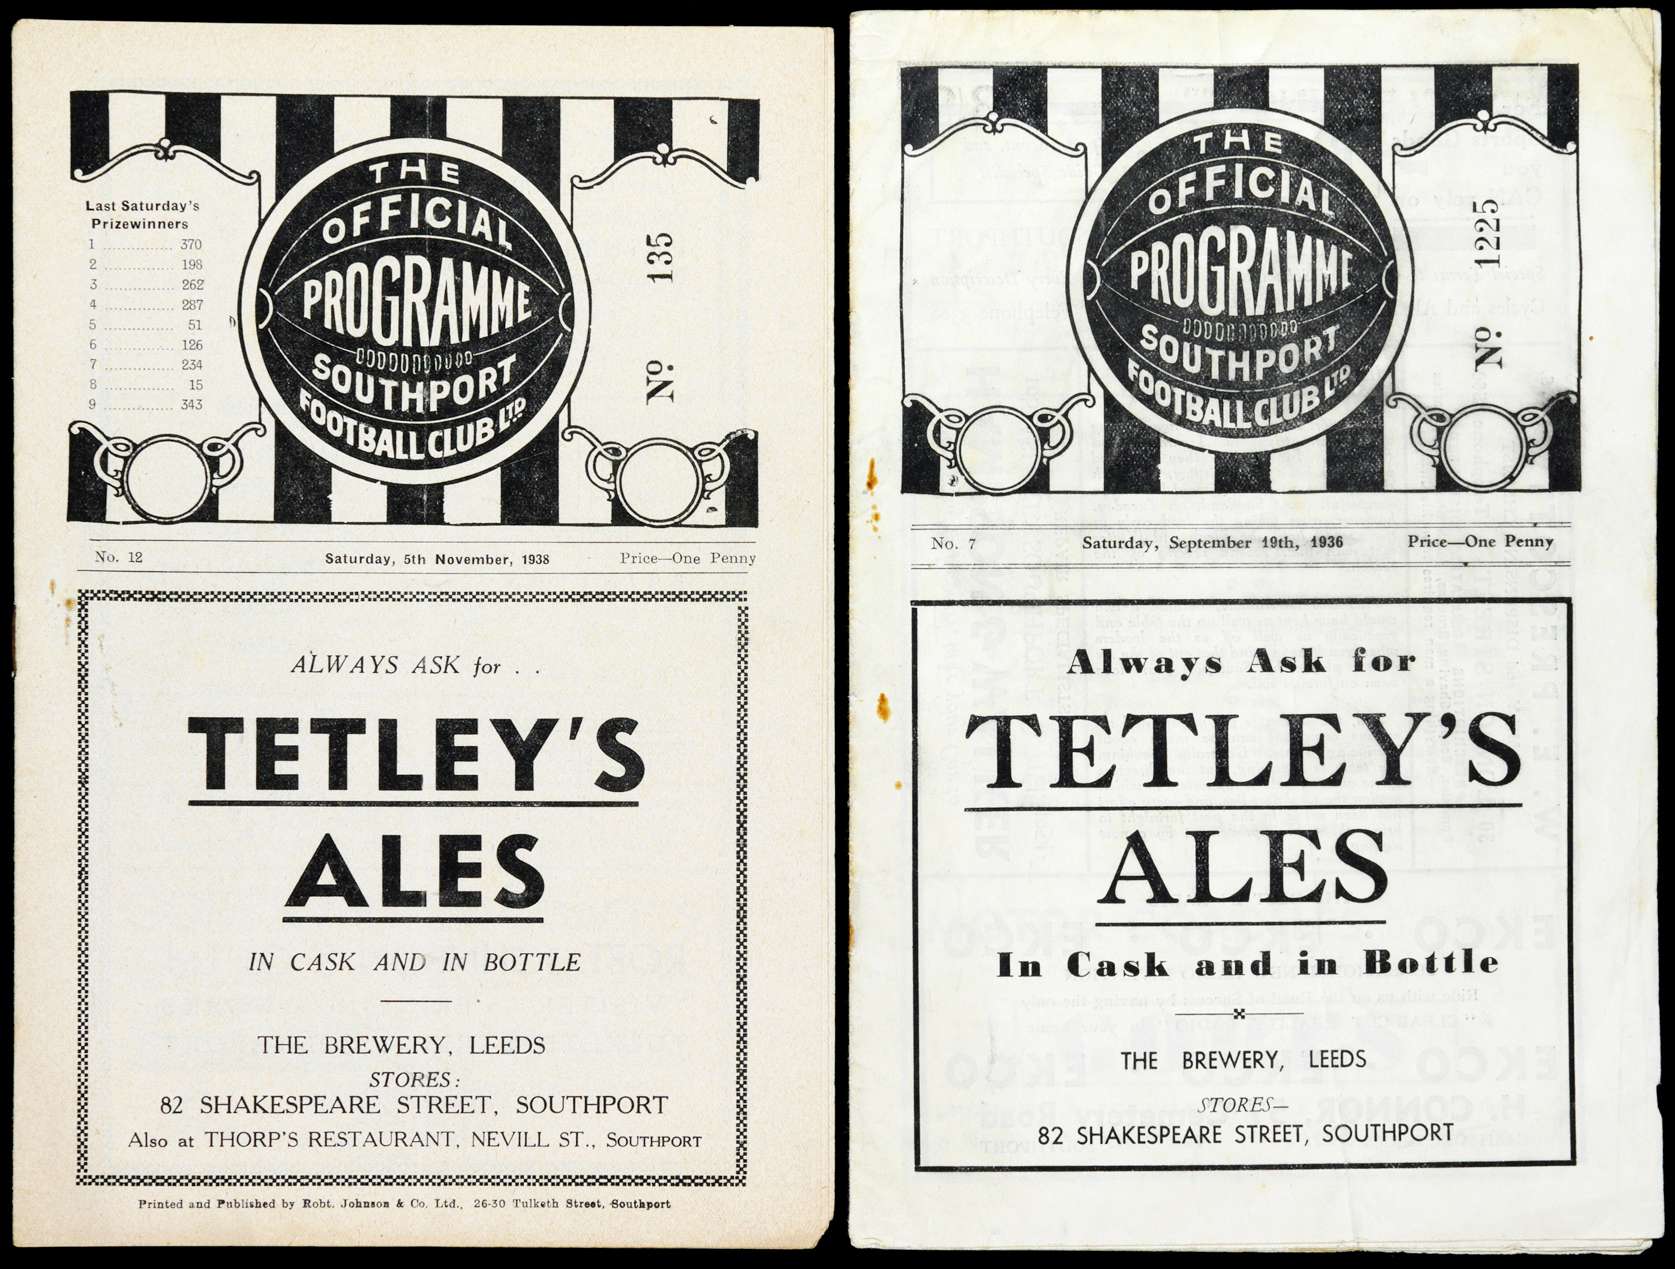 THE
OFFICIAL
PROGRAMME
SOUTHPORT
FOOTBALL CLUB LTD
Last Saturday's
Prizewinners
1 .............. 370
2 .............. 198
3 .............. 262
4 .............. 287
5 .............. 51
6 .............. 126
7 .............. 234
8 .............. 15
9 .............. 343
No. 135
No. 12 Saturday, 5th November, 1938 Price—One Penny
ALWAYS ASK for . .
TETLEY'S
ALES
IN CASK AND IN BOTTLE
THE BREWERY, LEEDS
STORES:
82 SHAKESPEARE STREET, SOUTHPORT
Also at THORP'S RESTAURANT, NEVILL ST., SOUTHPORT
Printed and Published by Robt. Johnson & Co. Ltd., 26-30 Tulketh Street, Southport
THE
OFFICIAL
PROGRAMME
SOUTHPORT
FOOTBALL CLUB LTD
No. 1225
No. 7 Saturday, September 19th, 1936 Price—One Penny
Always Ask for
TETLEY'S
ALES
In Cask and in Bottle
THE BREWERY, LEEDS
STORES—
82 SHAKESPEARE STREET, SOUTHPORT